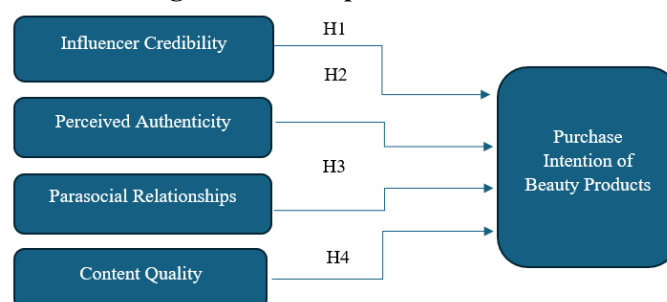 Influencer Credibility
H1
H2
Perceived Authenticity
H3
Parasocial Relationships
H4
Content Quality
Purchase
Intention of
Beauty Products